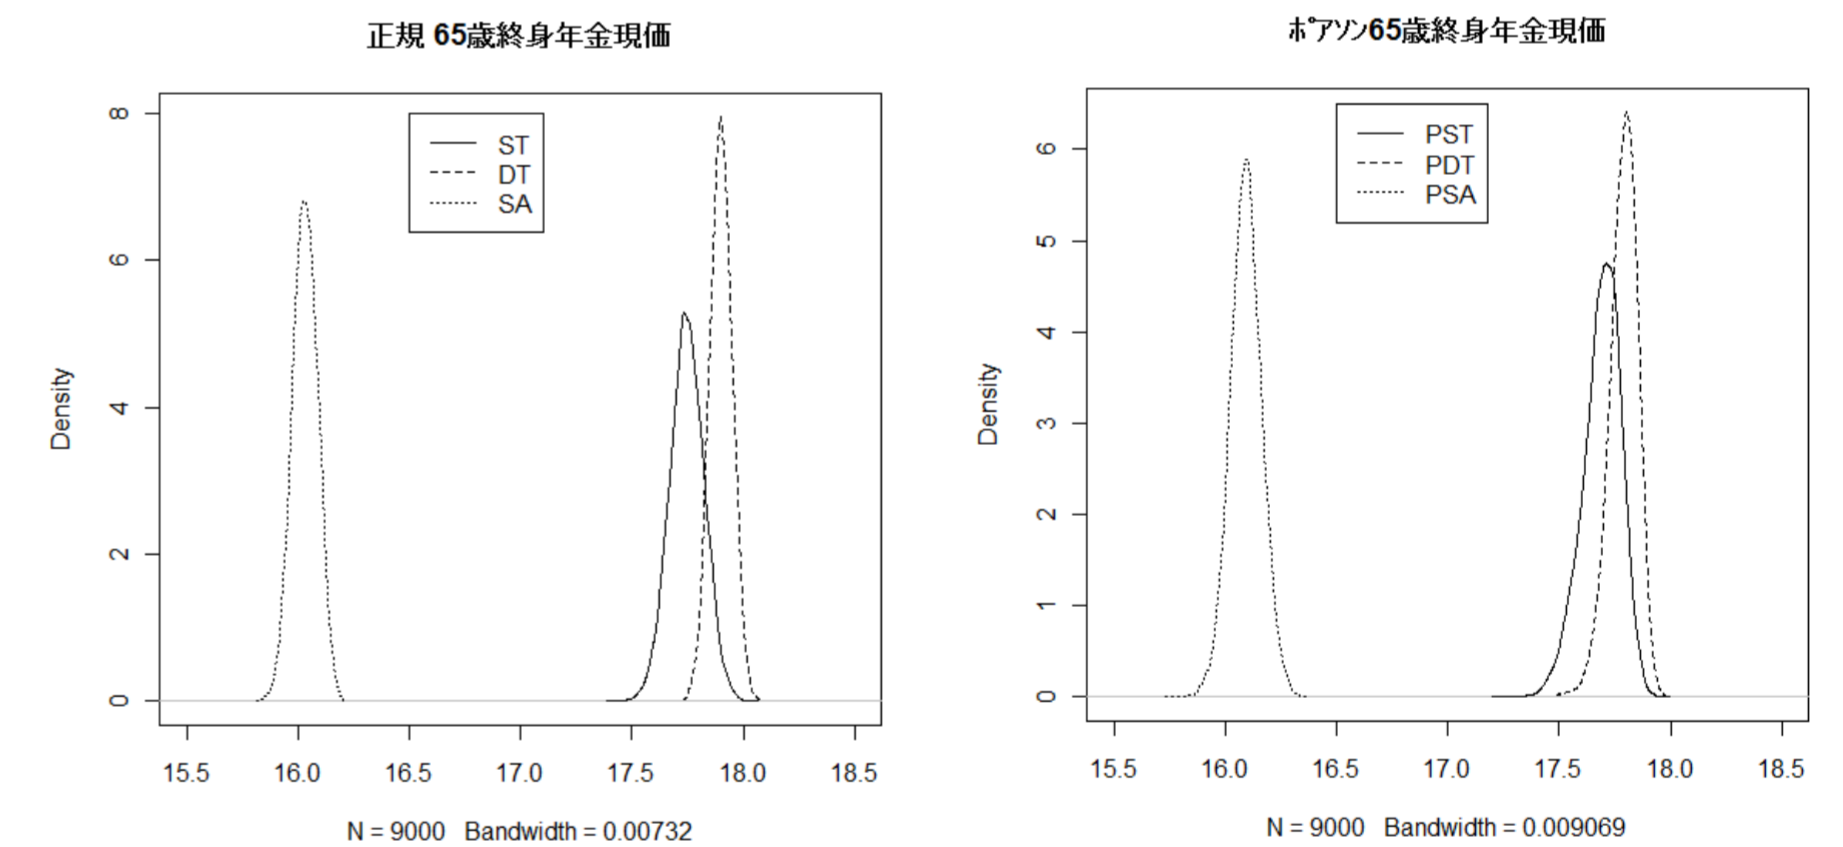 正規 65歳終身年金現価
ST
DT
SA
Density
8
6
4
2
0
15.5 16.0 16.5 17.0 17.5 18.0 18.5
N = 9000 Bandwidth = 0.00732
ﾎﾟｱｿﾝ65歳終身年金現価
PST
PDT
PSA
Density
6
5
4
3
2
1
0
15.5 16.0 16.5 17.0 17.5 18.0 18.5
N = 9000 Bandwidth = 0.009069